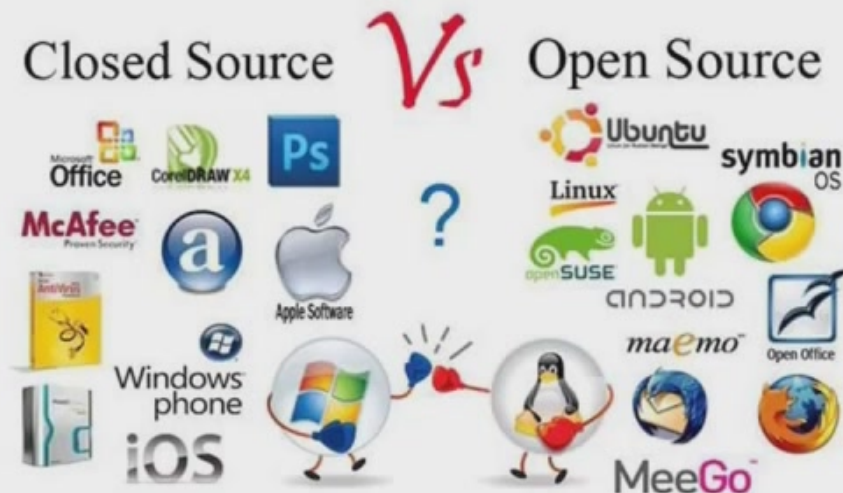 Closed Source
Vs
Open Source
Microsoft
Office
CorelDRAW X4
Ps
McAfee
Proven Security
a
Apple Software
AntiVirus
Windows
phone
iOS
?
Ubuntu
symbian
OS
Linux
openSUSE
ANDROID
Open Office
maemo
MeeGo